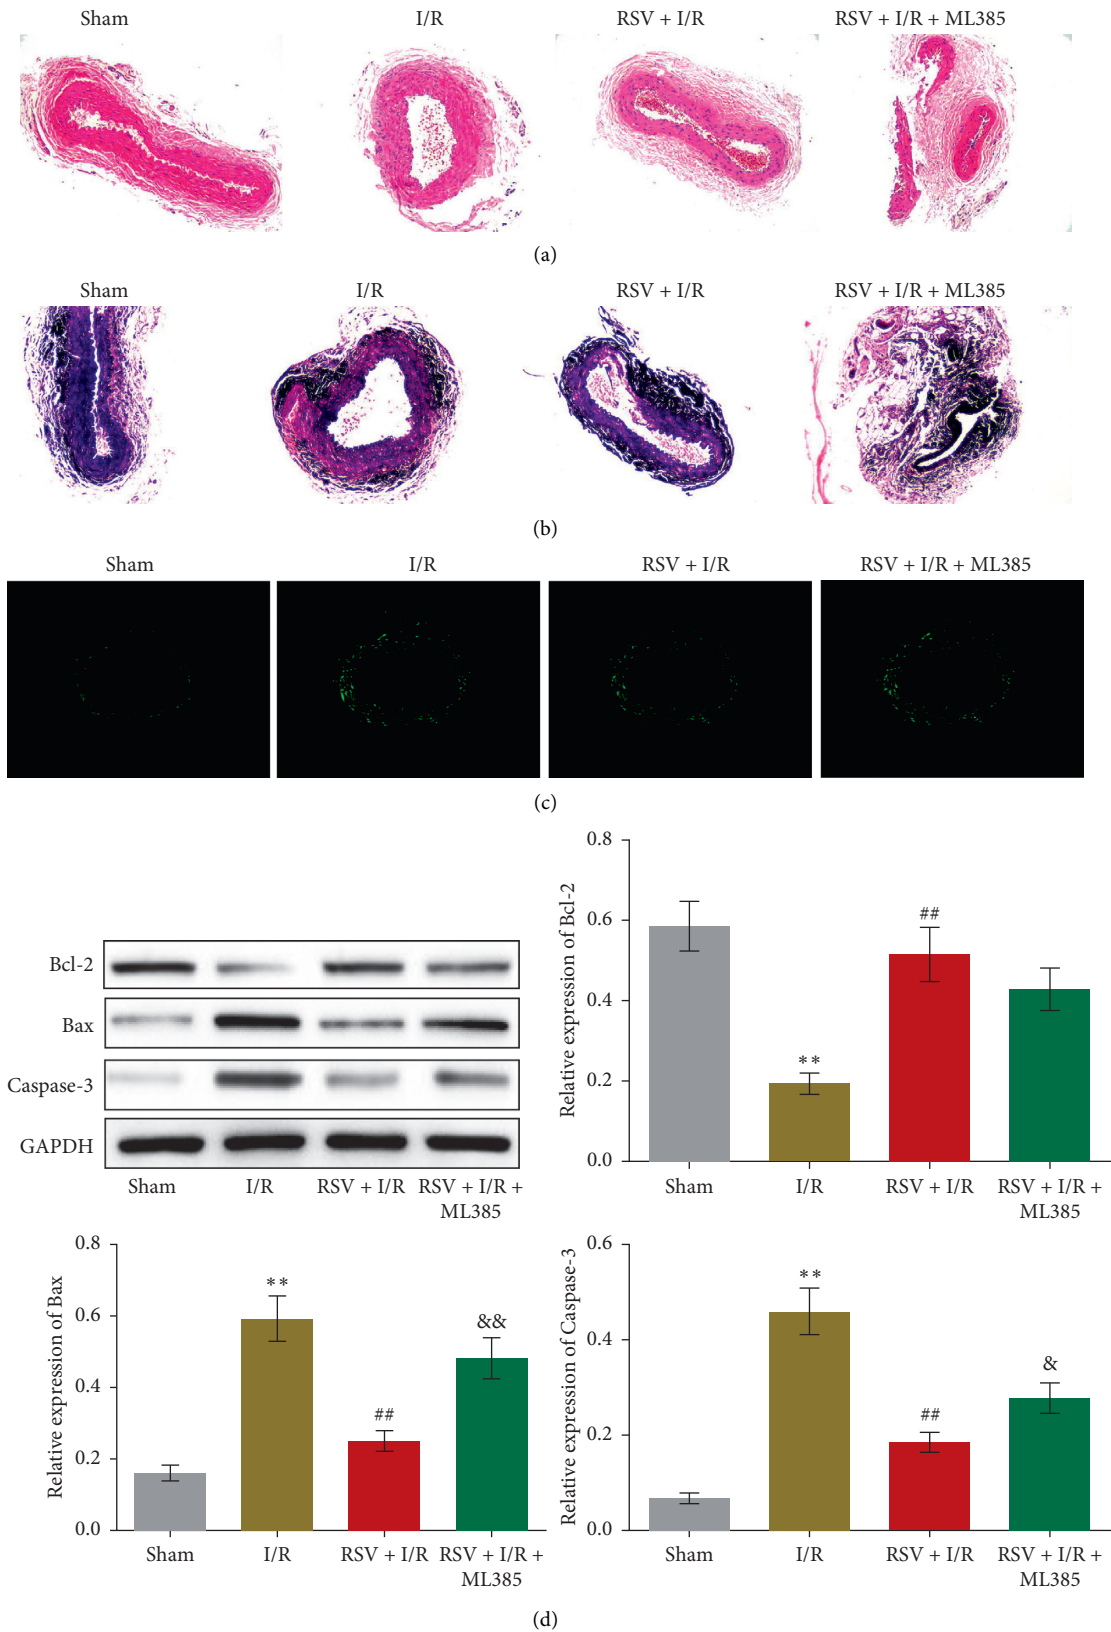 Sham I/R RSV + I/R RSV + I/R + ML385
(a)
Sham I/R RSV + I/R RSV + I/R + ML385
(b)
Sham I/R RSV + I/R RSV + I/R + ML385
(c)
Bcl-2
Bax
Caspase-3
GAPDH
Sham I/R RSV + I/R RSV + I/R +
ML385
Relative expression of Bcl-2
0.8
0.6
0.4
0.2
0.0
##
**
Sham I/R RSV + I/R RSV + I/R +
ML385
Relative expression of Bax
0.8
0.6
0.4
0.2
0.0
**
##
&&
Sham I/R RSV + I/R RSV + I/R +
ML385
Relative expression of Caspase-3
0.6
0.4
0.2
0.0
**
##
&
Sham I/R RSV + I/R RSV + I/R +
ML385
(d)